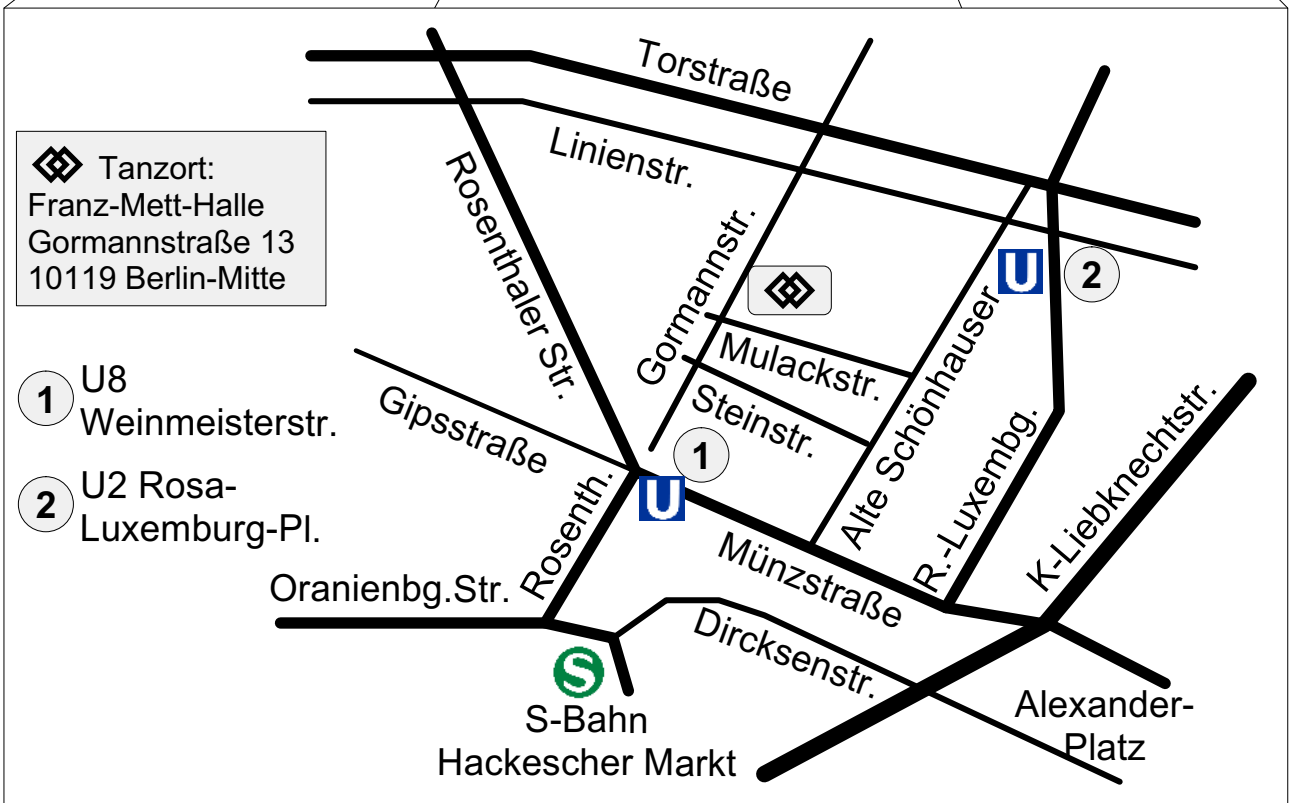 Torstraße
Linienstr.
Tanzort:
Franz-Mett-Halle
Gormannstraße 13
10119 Berlin-Mitte
Rosenthaler Str.
Gormannstr.
U
2
Mulackstr.
Steinstr.
Alte Schönhauser
1
U8
Weinmeisterstr.
Gipsstraße
1
U
2
U2 Rosa-
Luxemburg-Pl.
Rosenth.
R.-Luxembg.
K-Liebknechtstr.
Münzstraße
Oranienbg.Str.
Dircksenstr.
S
S-Bahn
Hackescher Markt
Alexander-
Platz